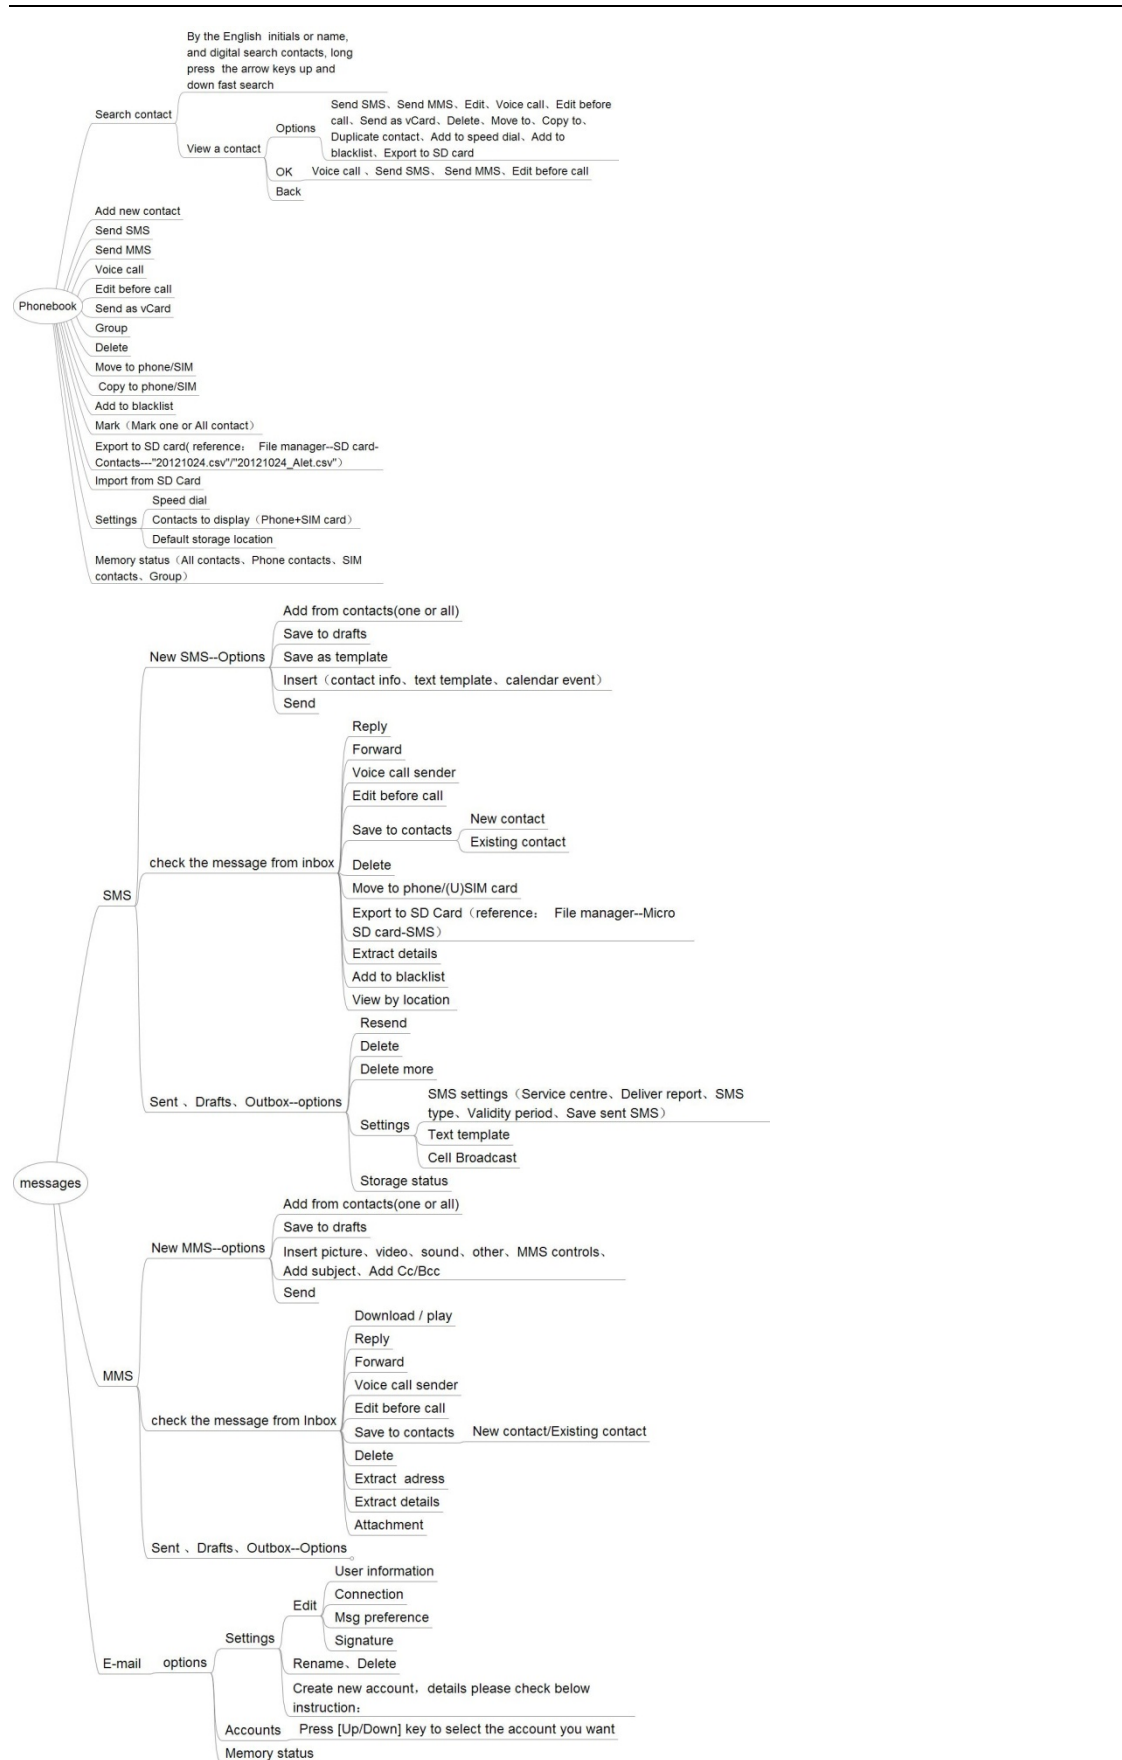 By the English initials or name,
and digital search contacts, long
press the arrow keys up and
down fast search
Search contact
Send SMS、Send MMS、Edit、Voice call、Edit before
call、Send as vCard、Delete、Move to、Copy to、
Options
Duplicate contact、Add to speed dial、Add to
View a contact
blacklist、Export to SD card
OK Voice call 、Send SMS、 Send MMS、Edit before call
Back
Add new contact
Send SMS
Send MMS
Voice call
Edit before call
Phonebook
Send as vCard
Group
Delete
Move to phone/SIM
Copy to phone/SIM
Add to blacklist
Mark（Mark one or All contact）
Export to SD card( reference： File manager--SD card-
Contacts---"20121024.csv"/"20121024_Alet.csv"）
Import from SD Card
Speed dial
Settings Contacts to display（Phone+SIM card）
Default storage location
Memory status（All contacts、Phone contacts、SIM
contacts、Group）
Add from contacts(one or all)
Save to drafts
New SMS--Options Save as template
Insert（contact info、text template、calendar event）
Send
Reply
Forward
Voice call sender
Edit before call
New contact
Save to contacts
Existing contact
check the message from inbox
Delete
Move to phone/(U)SIM card
SMS
Export to SD Card（reference： File manager--Micro
SD card-SMS）
Extract details
Add to blacklist
View by location
Resend
Delete
Delete more
SMS settings（Service centre、Deliver report、SMS
Sent 、Drafts、Outbox--options
type、Validity period、Save sent SMS）
Settings
Text template
Cell Broadcast
Storage status
messages
Add from contacts(one or all)
Save to drafts
New MMS--options
Insert picture、video、sound、other、MMS controls、
Add subject、Add Cc/Bcc
Send
Download / play
Reply
Forward
MMS
Voice call sender
Edit before call
check the message from Inbox
Save to contacts New contact/Existing contact
Delete
Extract adress
Extract details
Attachment
Sent 、Drafts、Outbox--Options
User information
Connection
Edit
Msg preference
Signature
Settings
E-mail options
Rename、Delete
Create new account，details please check below
instruction：
Accounts Press [Up/Down] key to select the account you want
Memory status